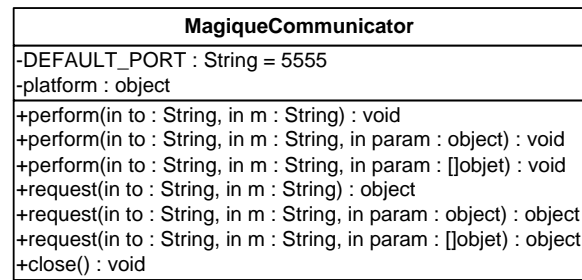 MagiqueCommunicator
-DEFAULT_PORT : String = 5555
-platform : object
+perform(in to : String, in m : String) : void
+perform(in to : String, in m : String, in param : object) : void
+perform(in to : String, in m : String, in param : []objet) : void
+request(in to : String, in m : String) : object
+request(in to : String, in m : String, in param : object) : object
+request(in to : String, in m : String, in param : []objet) : object
+close() : void